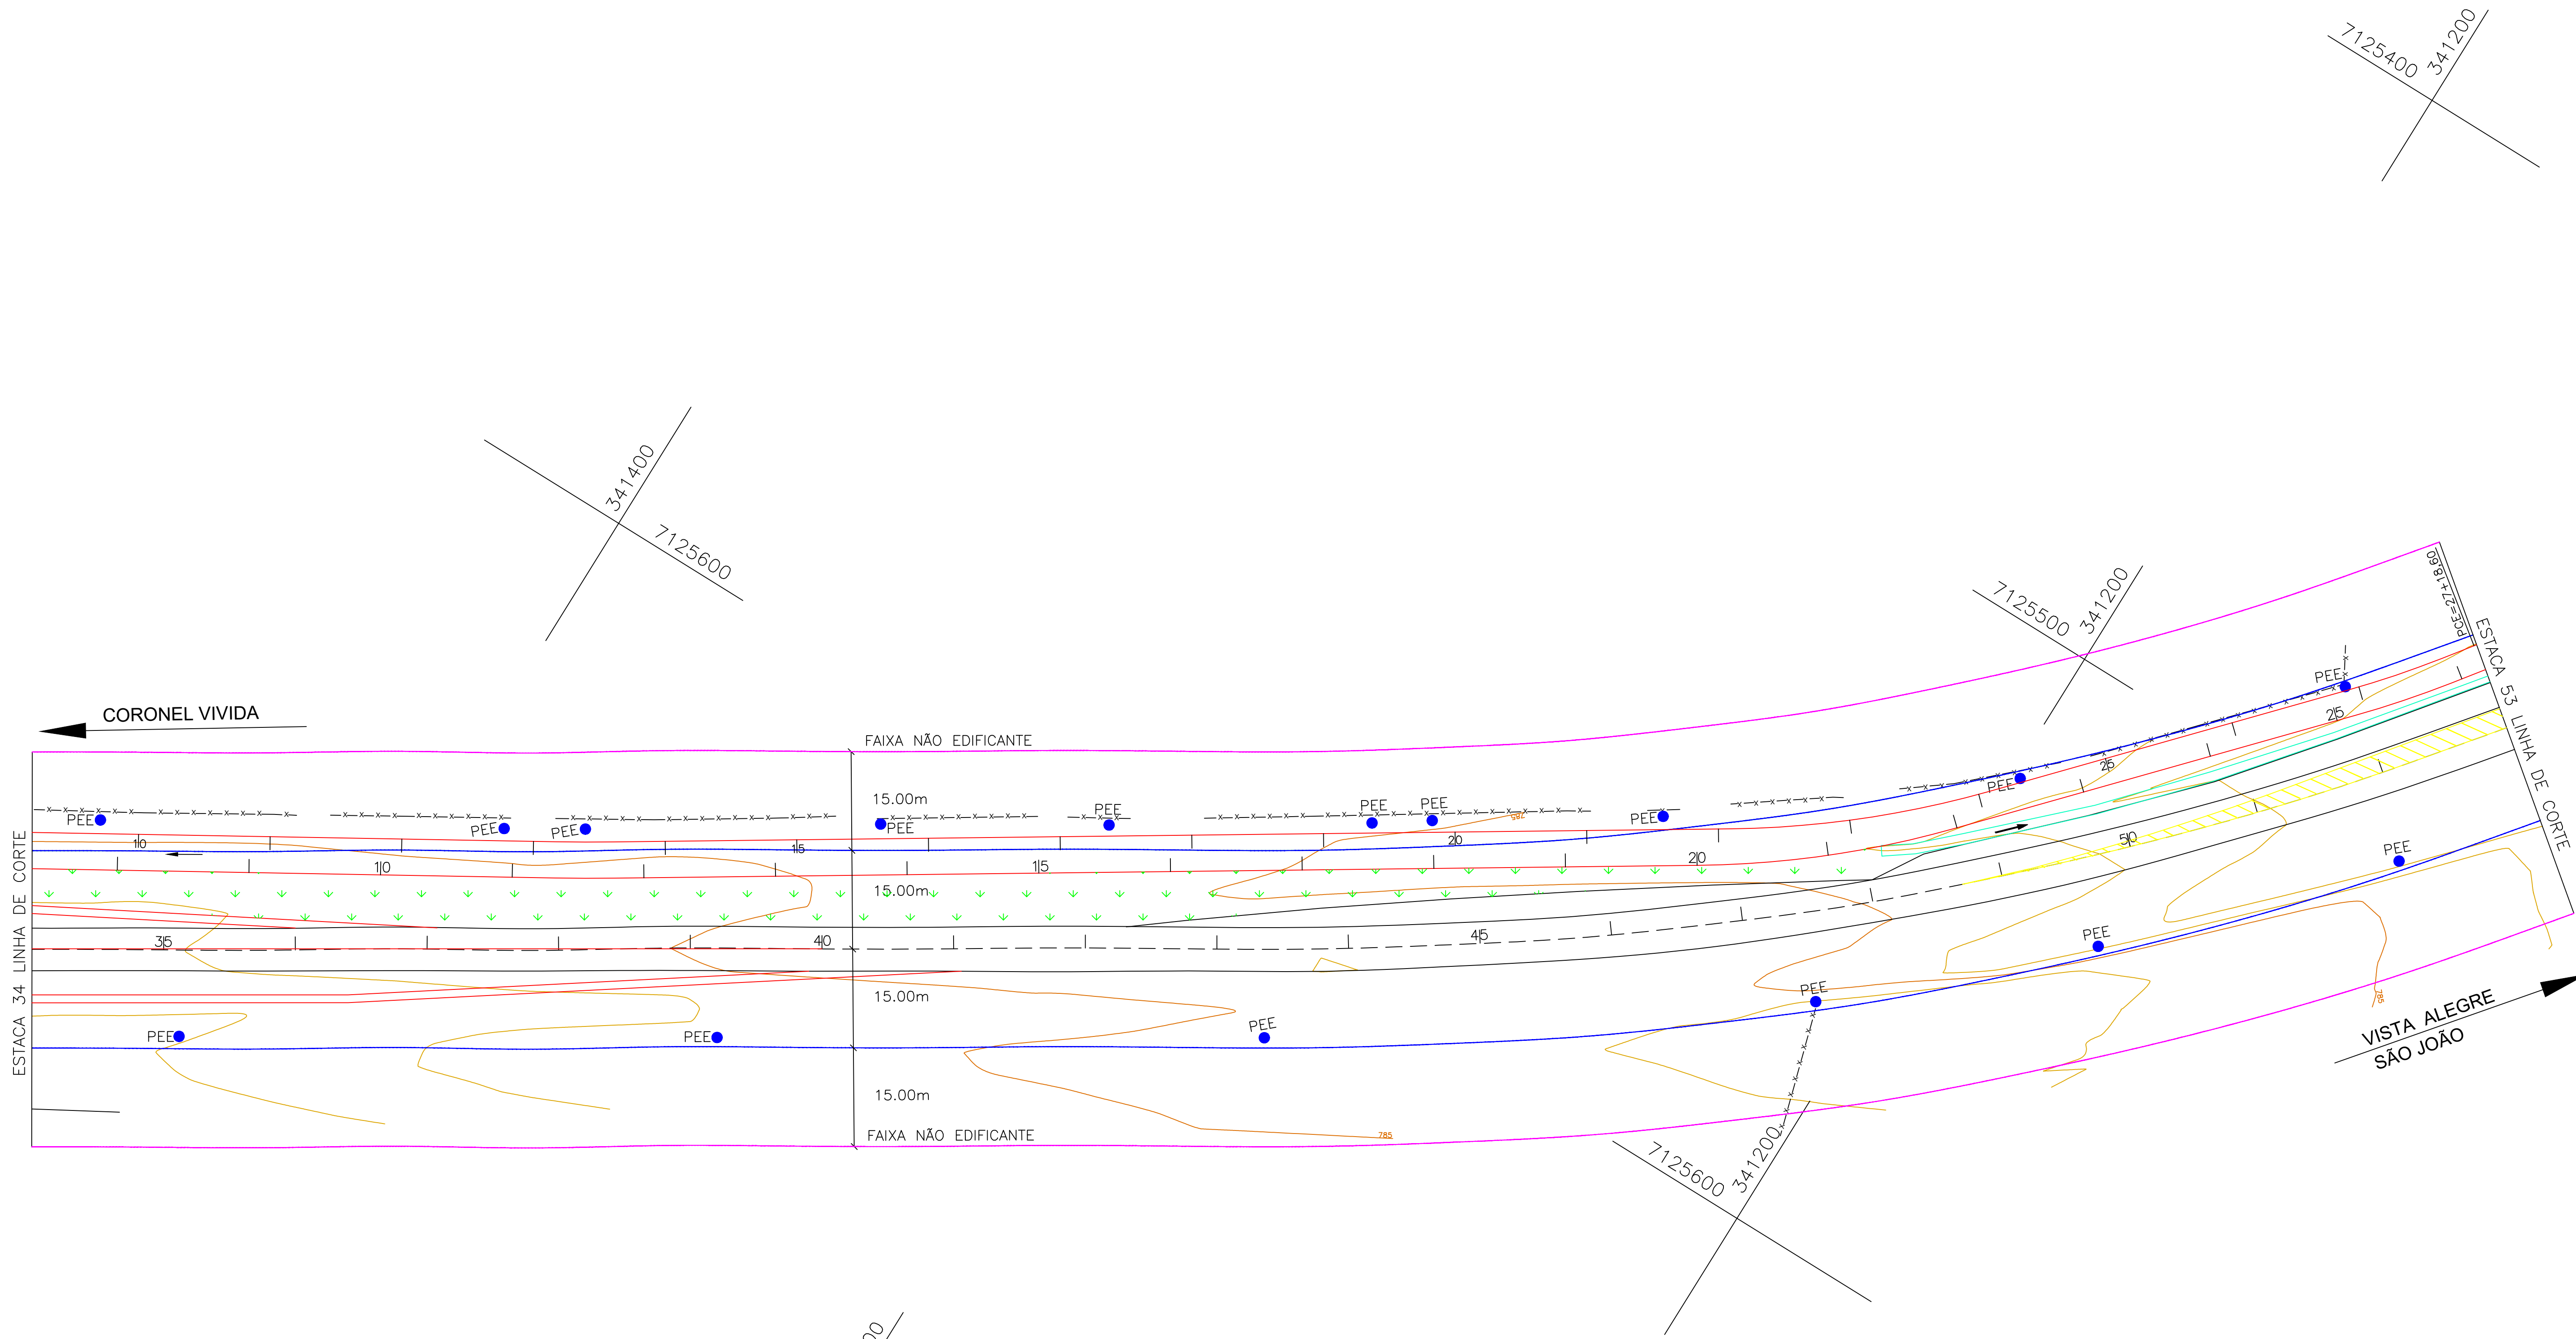 7125400
341200
341400
7125600
7125500
341200
PCE=27+18,60
ESTACA 53 LINHA DE CORTE
CORONEL VIVIDA
FAIXA NÃO EDIFICANTE
PEE
25
PEE
25
15.00m
PEE
PEE
PEE
PEE
PEE
PEE
PEE
PEE
785
10
15
20
10
15.00m
15
20
50
PEE
ESTACA 34 LINHA DE CORTE
35
40
45
PEE
15.00m
PEE
785
PEE
PEE
PEE
VISTA ALEGRE
SÃO JOÃO
15.00m
FAIXA NÃO EDIFICANTE
785
7125600
341200
00